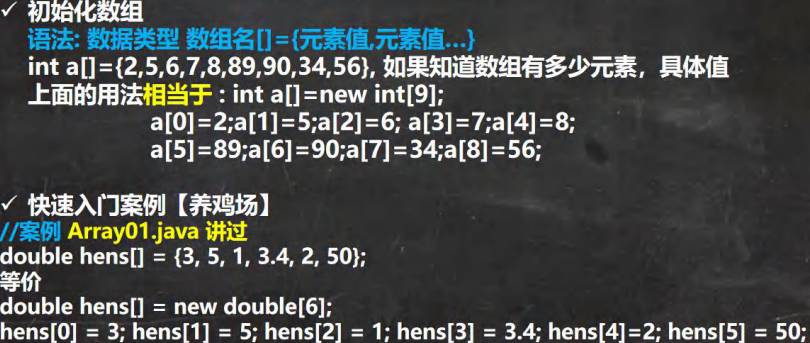 ✓ 初始化数组
语法: 数据类型 数组名[]={元素值,元素值…}
int a[]={2,5,6,7,8,89,90,34,56}, 如果知道数组有多少元素，具体值
上面的用法相当于 : int a[]=new int[9];
a[0]=2;a[1]=5;a[2]=6; a[3]=7;a[4]=8;
a[5]=89;a[6]=90;a[7]=34;a[8]=56;
✓ 快速入门案例【养鸡场】
//案例 Array01.java 讲过
double hens[] = {3, 5, 1, 3.4, 2, 50};
等价
double hens[] = new double[6];
hens[0] = 3; hens[1] = 5; hens[2] = 1; hens[3] = 3.4; hens[4]=2; hens[5] = 50;